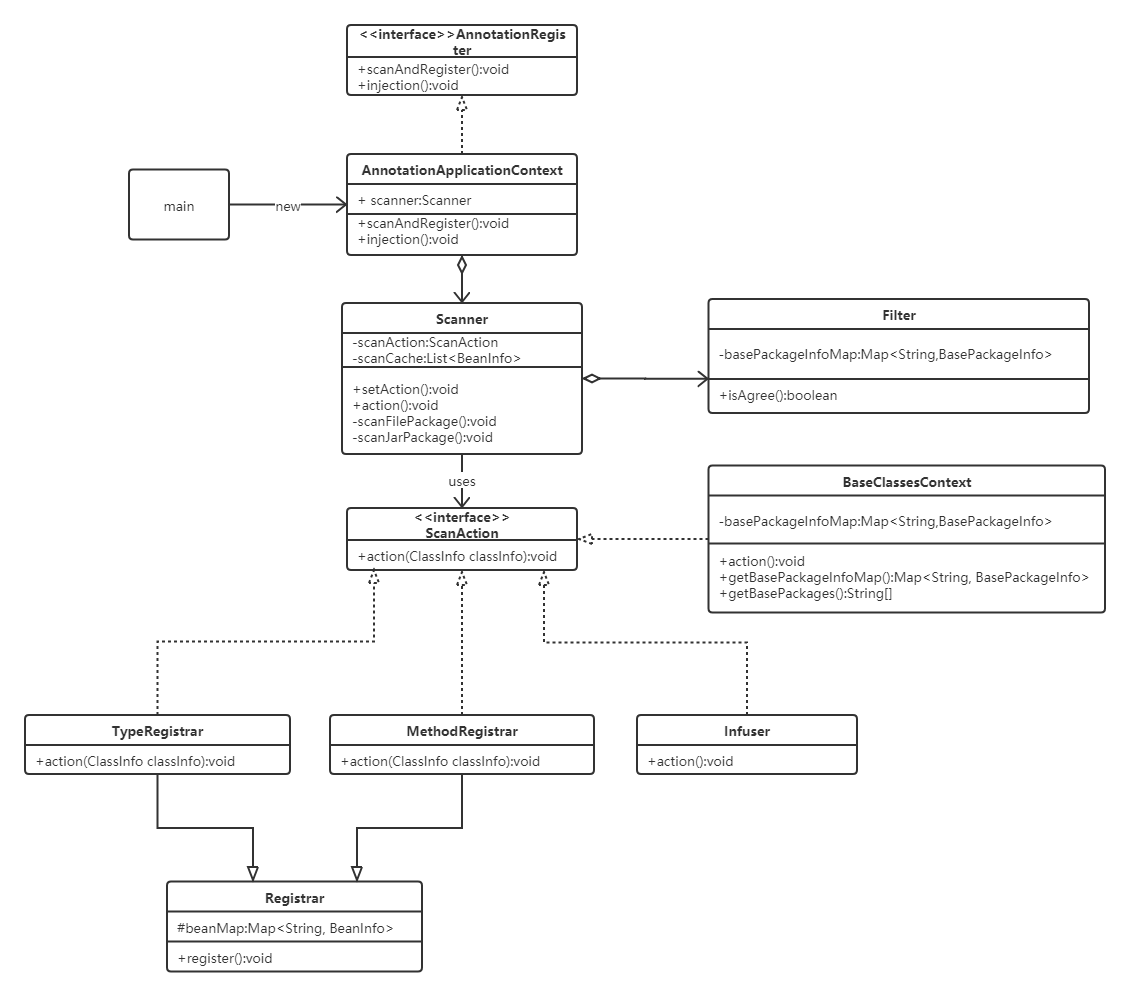 <<interface>>AnnotationRegis
ter
+scanAndRegister():void
+injection():void
main
new
AnnotationApplicationContext
+ scanner:Scanner
+scanAndRegister():void
+injection():void
Scanner
-scanAction:ScanAction
-scanCache:List<BeanInfo>
+setAction():void
+action():void
-scanFilePackage():void
-scanJarPackage():void
Filter
-basePackageInfoMap:Map<String,BasePackageInfo>
+isAgree():boolean
uses
<<interface>>
ScanAction
+action(ClassInfo classInfo):void
BaseClassesContext
-basePackageInfoMap:Map<String,BasePackageInfo>
+action():void
+getBasePackageInfoMap():Map<String, BasePackageInfo>
+getBasePackages():String[]
TypeRegistrar
+action(ClassInfo classInfo):void
MethodRegistrar
+action(ClassInfo classInfo):void
Infuser
+action():void
Registrar
#beanMap:Map<String, BeanInfo>
+register():void